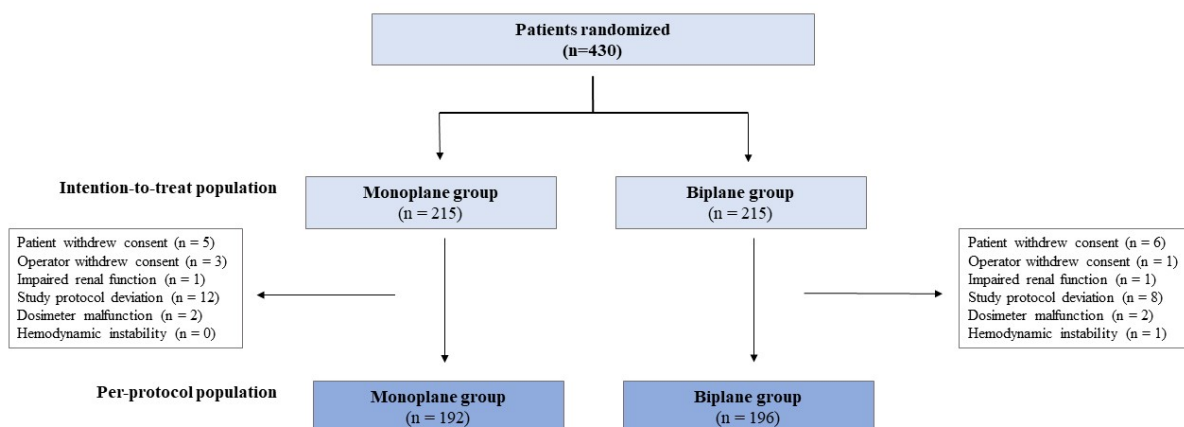 Patients randomized
(n=430)
Intention-to-treat population
Monoplane group
(n = 215)
Biplane group
(n = 215)
Patient withdrew consent (n = 5)
Operator withdrew consent (n = 3)
Impaired renal function (n = 1)
Study protocol deviation (n = 12)
Dosimeter malfunction (n = 2)
Hemodynamic instability (n = 0)
Patient withdrew consent (n = 6)
Operator withdrew consent (n = 1)
Impaired renal function (n = 1)
Study protocol deviation (n = 8)
Dosimeter malfunction (n = 2)
Hemodynamic instability (n = 1)
Per-protocol population
Monoplane group
(n = 192)
Biplane group
(n = 196)